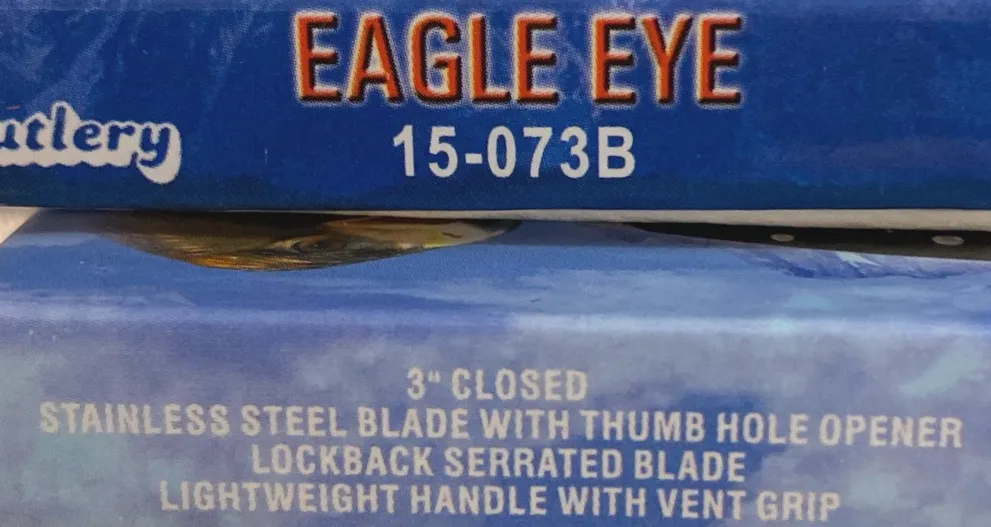 EAGLE EYE
15-073B
3" CLOSED
STAINLESS STEEL BLADE WITH THUMB HOLE OPENER
LOCKBACK SERRATED BLADE
LIGHTWEIGHT HANDLE WITH VENT GRIP